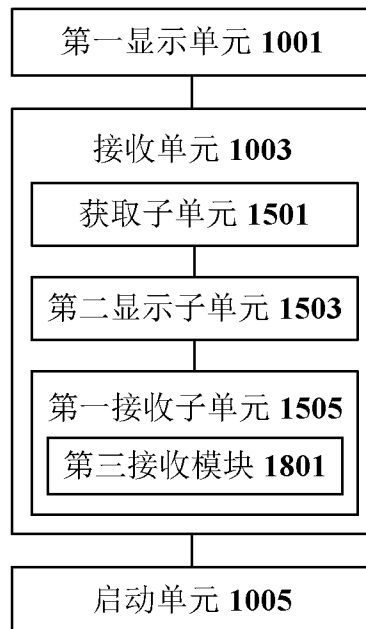 第一显示单元 1001
接收单元 1003
获取子单元 1501
第二显示子单元 1503
第一接收子单元 1505
第三接收模块 1801
启动单元 1005